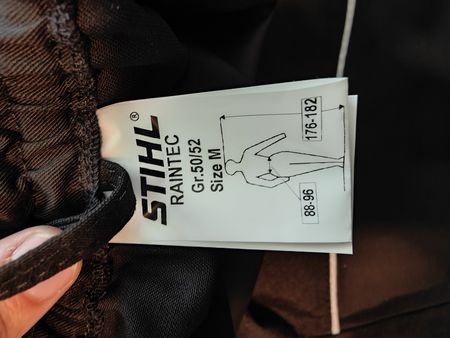 STIHL®
RAINTEC
Gr.50/52
Size M
176-182
88-96